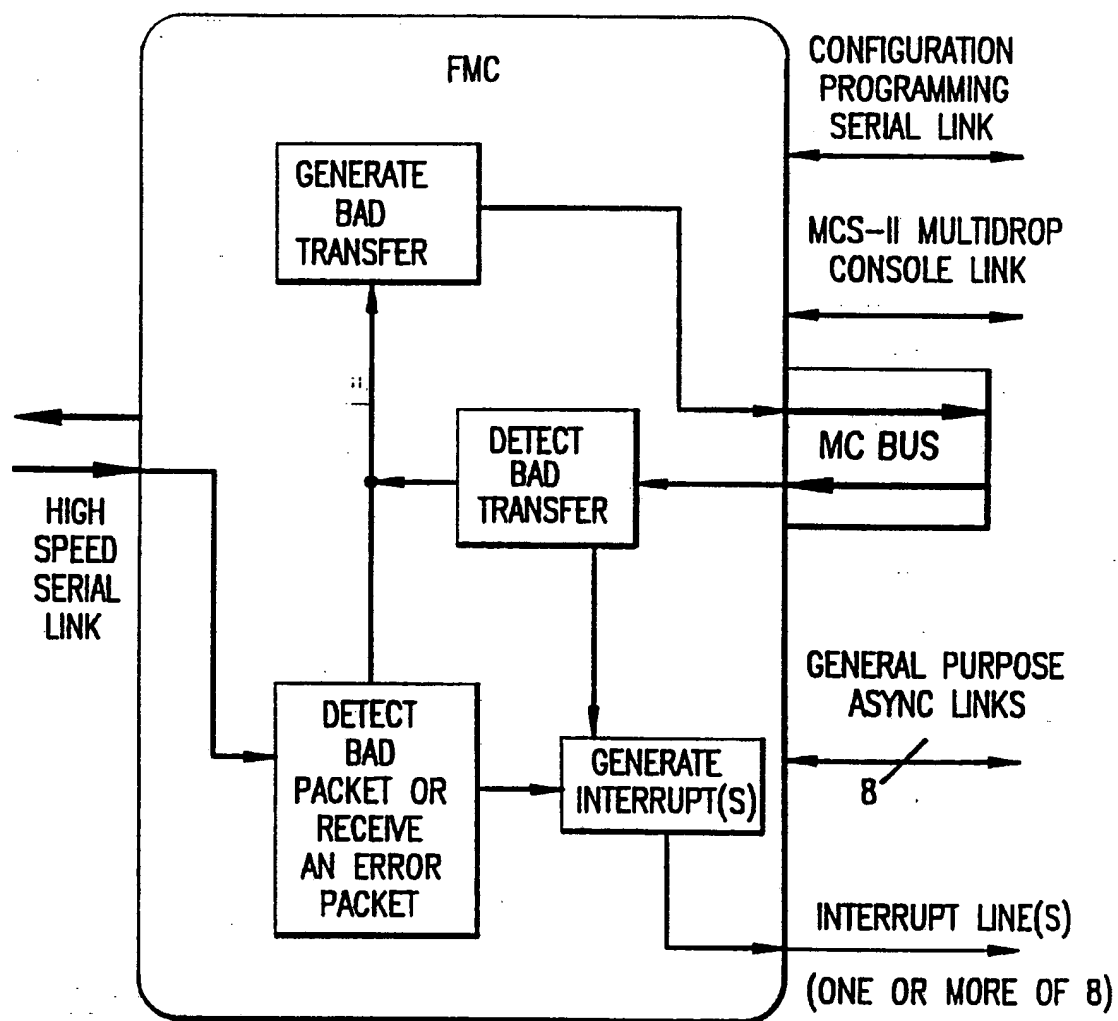 FMC
CONFIGURATION
PROGRAMMING
SERIAL LINK
GENERATE
BAD
TRANSFER
MCS-II MULTIDROP
CONSOLE LINK
DETECT
BAD
TRANSFER
MC BUS
HIGH
SPEED
SERIAL
LINK
DETECT
BAD
PACKET OR
RECEIVE
AN ERROR
PACKET
GENERATE
INTERRUPT(S)
GENERAL PURPOSE
ASYNC LINKS
8
INTERRUPT LINE(S)
(ONE OR MORE OF 8)